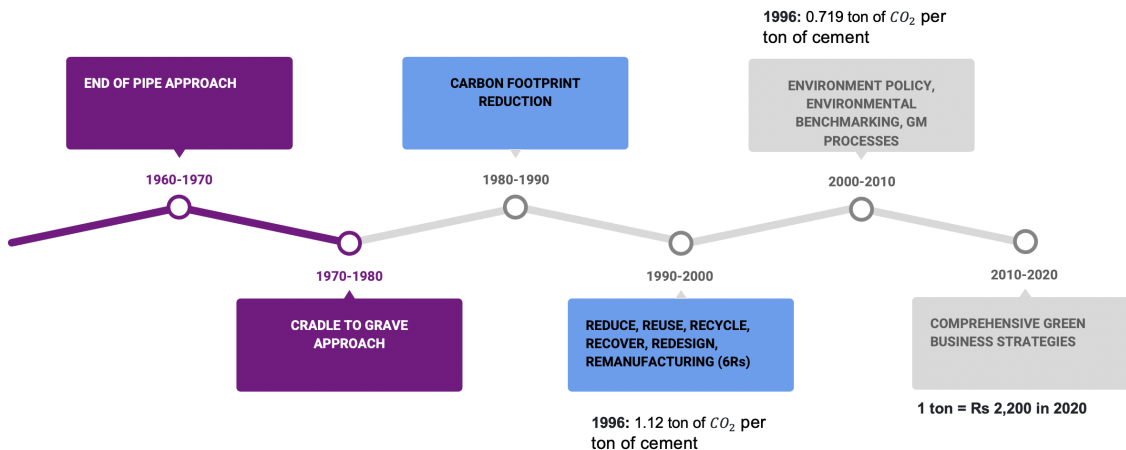 1996: 0.719 ton of CO₂ per
ton of cement
END OF PIPE APPROACH
CARBON FOOTPRINT
REDUCTION
ENVIRONMENT POLICY,
ENVIRONMENTAL
BENCHMARKING, GM
PROCESSES
1960-1970
1980-1990
2000-2010
1970-1980
1990-2000
2010-2020
CRADLE TO GRAVE
APPROACH
REDUCE, REUSE, RECYCLE,
RECOVER, REDESIGN,
REMANUFACTURING (6Rs)
COMPREHENSIVE GREEN
BUSINESS STRATEGIES
1 ton = Rs 2,200 in 2020
1996: 1.12 ton of CO₂ per
ton of cement